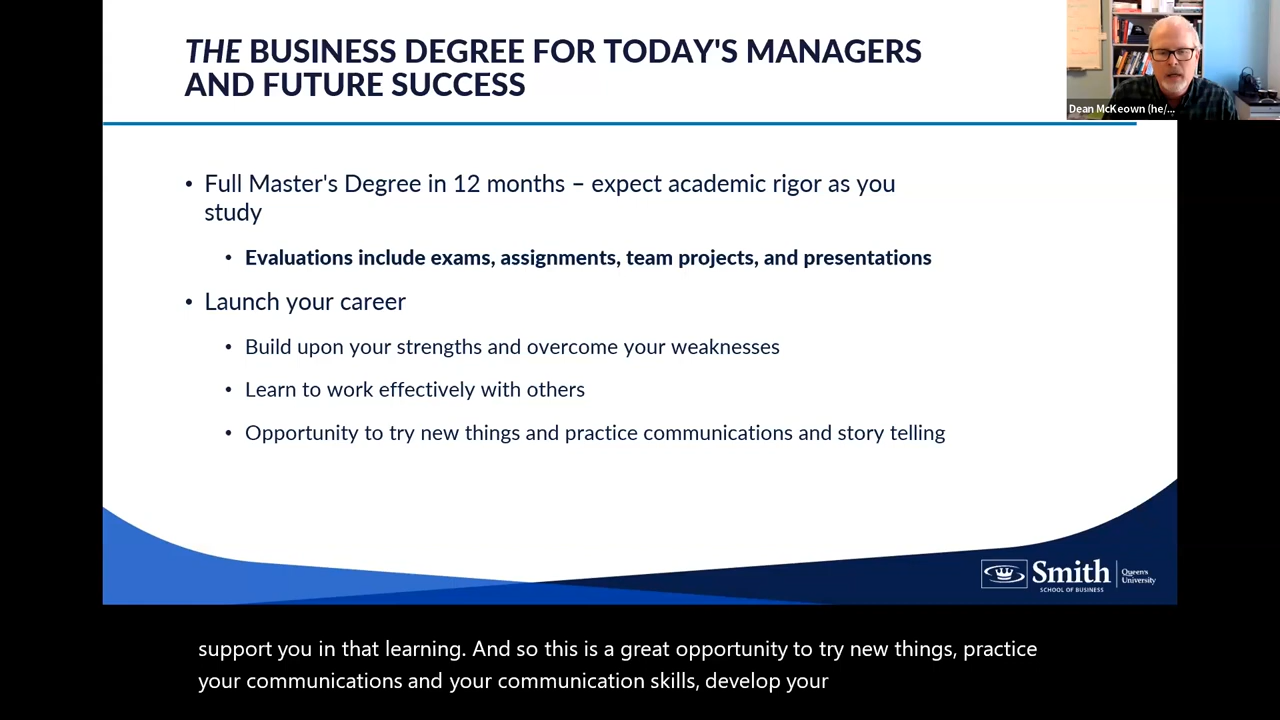 THE BUSINESS DEGREE FOR TODAY'S MANAGERS
AND FUTURE SUCCESS
Dean McKeown (he/...
• Full Master's Degree in 12 months – expect academic rigor as you
study
• Evaluations include exams, assignments, team projects, and presentations
• Launch your career
• Build upon your strengths and overcome your weaknesses
• Learn to work effectively with others
• Opportunity to try new things and practice communications and story telling
Smith
SCHOOL OF BUSINESS
Queen's
University
support you in that learning. And so this is a great opportunity to try new things, practice
your communications and your communication skills, develop your